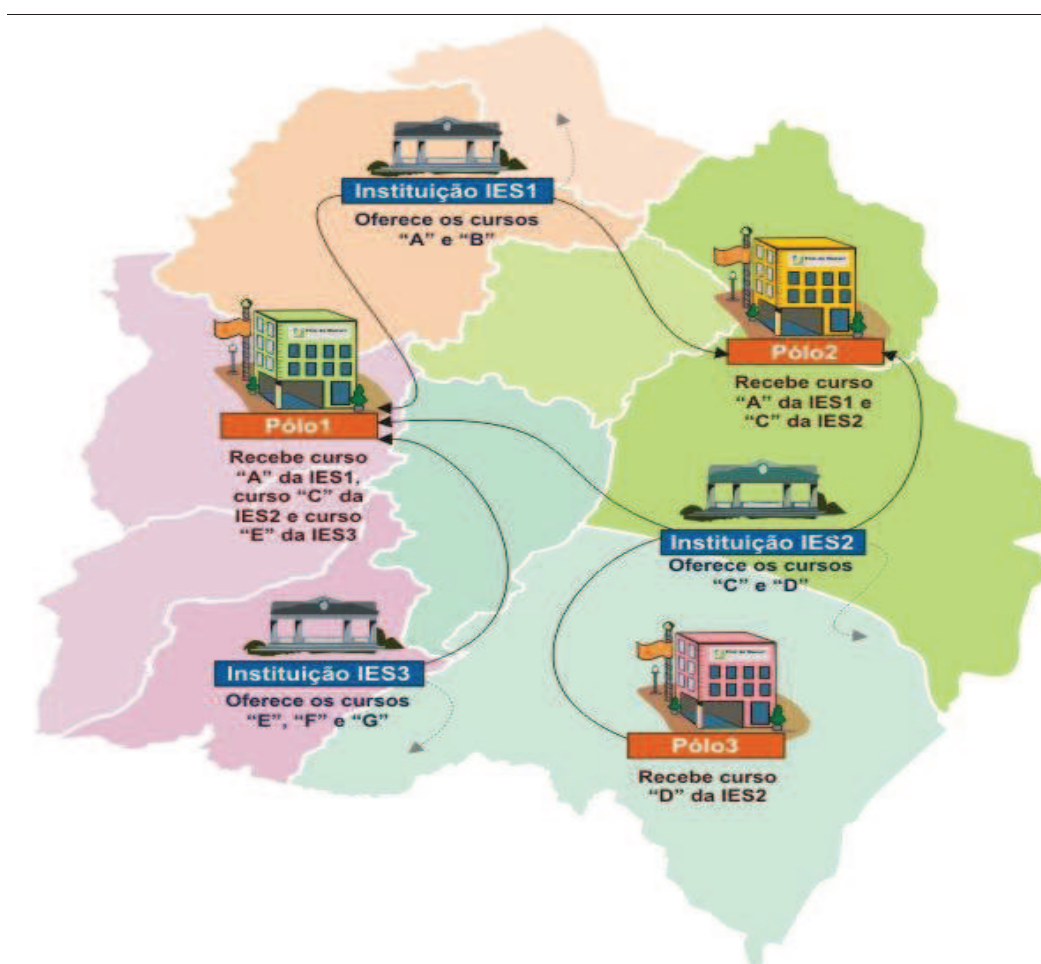 Instituição IES1
Oferece os cursos
“A” e “B”
Pólo2
Recebe curso
“A” da IES1 e
“C” da IES2
Pólo1
Recebe curso
“A” da IES1,
curso “C” da
IES2 e curso
“E” da IES3
Instituição IES2
Oferece os cursos
“C” e “D”
Instituição IES3
Oferece os cursos
“E”, “F” e “G”
Pólo3
Recebe curso
“D” da IES2